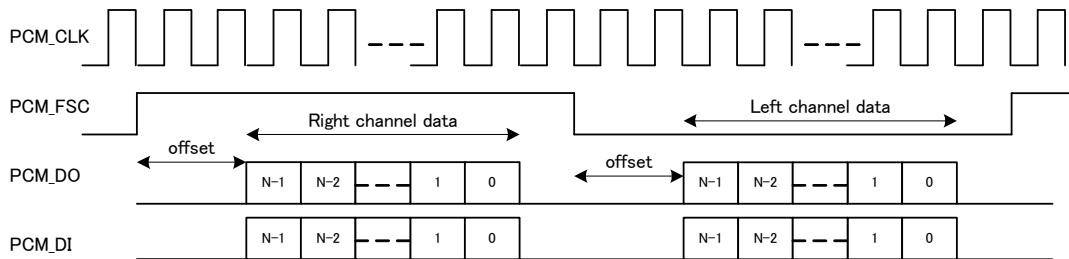 PCM_CLK
PCM_FSC
Right channel data
Left channel data
offset
offset
PCM_DO
N-1 N-2 1 0
N-1 N-2 1 0
PCM_DI
N-1 N-2 1 0
N-1 N-2 1 0